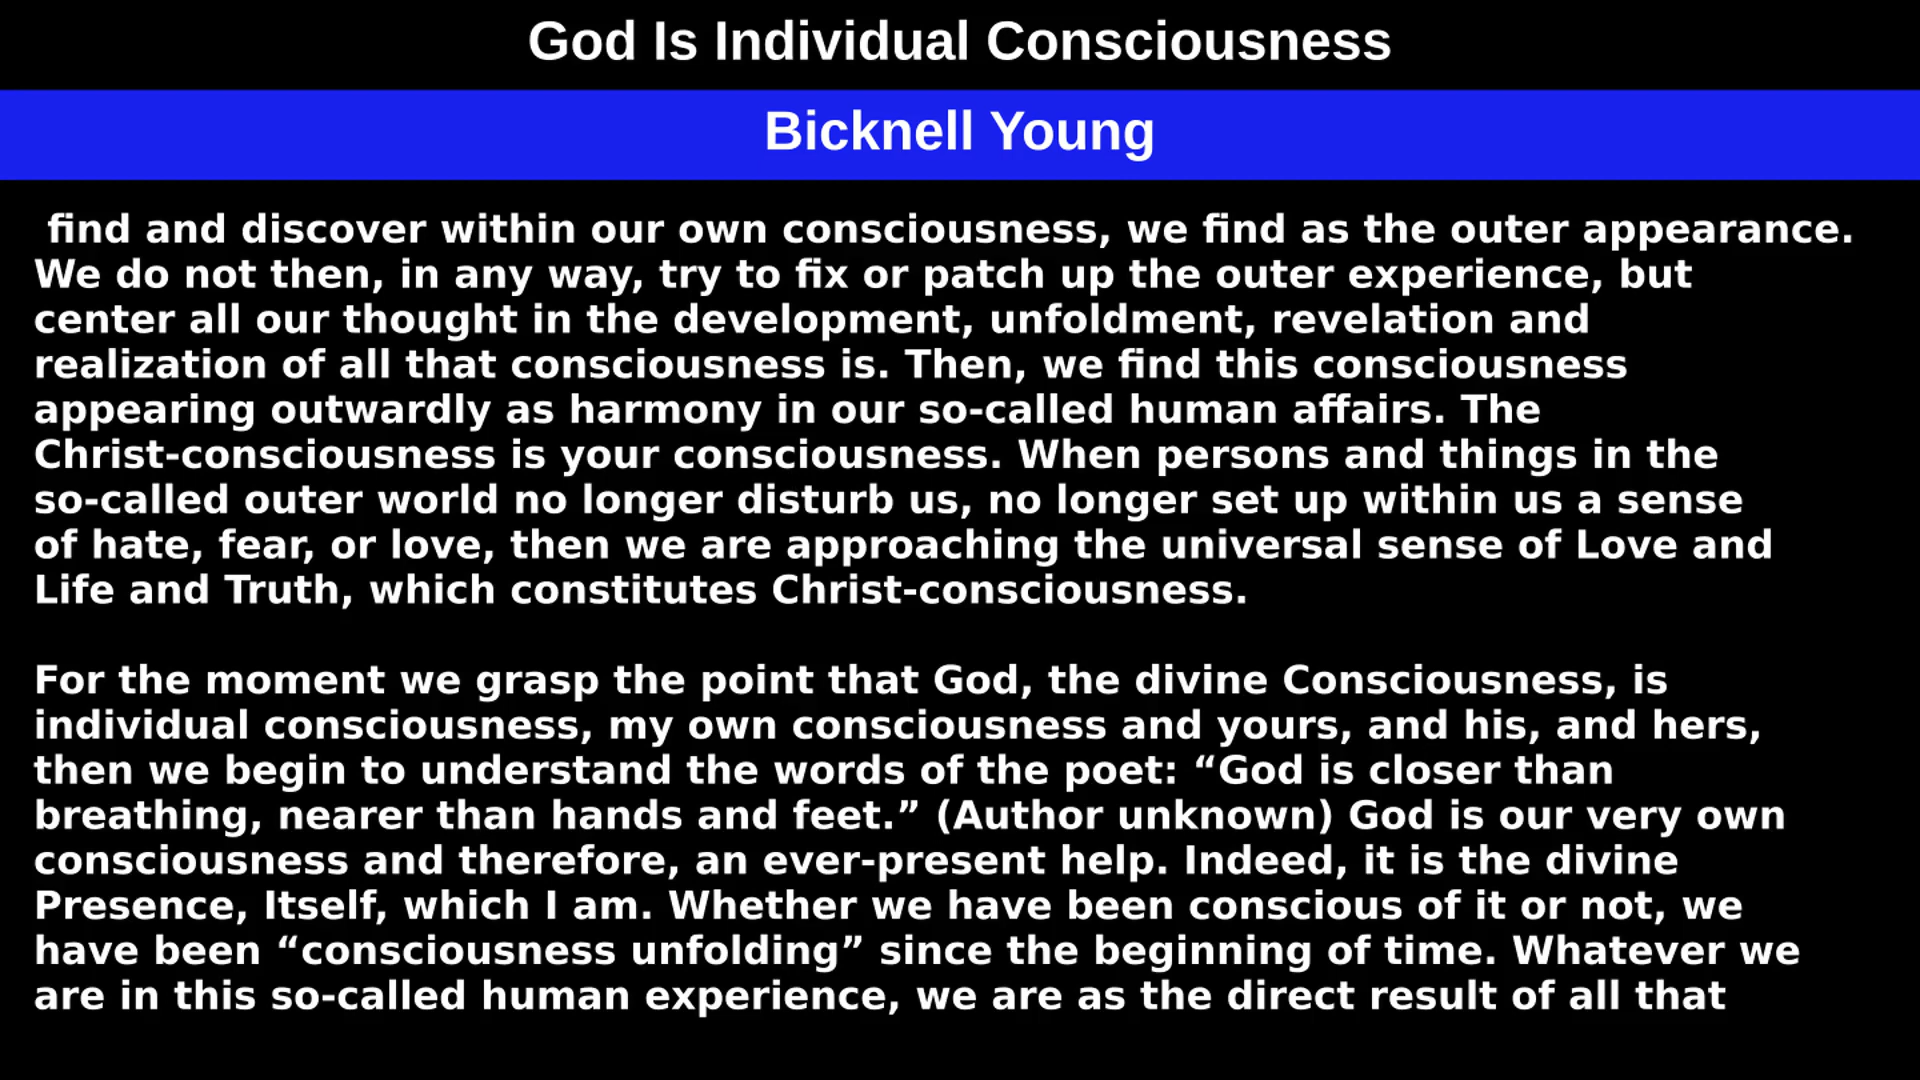 God Is Individual Consciousness
Bicknell Young
find and discover within our own consciousness, we find as the outer appearance.
We do not then, in any way, try to fix or patch up the outer experience, but
center all our thought in the development, unfoldment, revelation and
realization of all that consciousness is. Then, we find this consciousness
appearing outwardly as harmony in our so-called human affairs. The
Christ-consciousness is your consciousness. When persons and things in the
so-called outer world no longer disturb us, no longer set up within us a sense
of hate, fear, or love, then we are approaching the universal sense of Love and
Life and Truth, which constitutes Christ-consciousness.
For the moment we grasp the point that God, the divine Consciousness, is
individual consciousness, my own consciousness and yours, and his, and hers,
then we begin to understand the words of the poet: “God is closer than
breathing, nearer than hands and feet.” (Author unknown) God is our very own
consciousness and therefore, an ever-present help. Indeed, it is the divine
Presence, Itself, which I am. Whether we have been conscious of it or not, we
have been “consciousness unfolding” since the beginning of time. Whatever we
are in this so-called human experience, we are as the direct result of all that